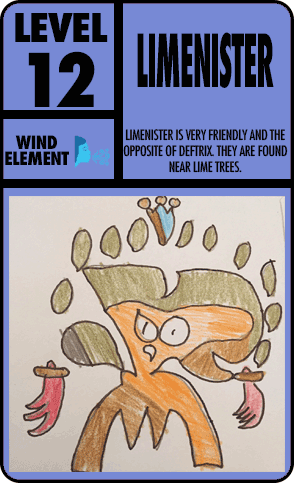 LEVEL
12
LIMENISTER
WIND
ELEMENT
LIMENISTER IS VERY FRIENDLY AND THE
OPPOSITE OF DEFTRIX. THEY ARE FOUND
NEAR LIME TREES.